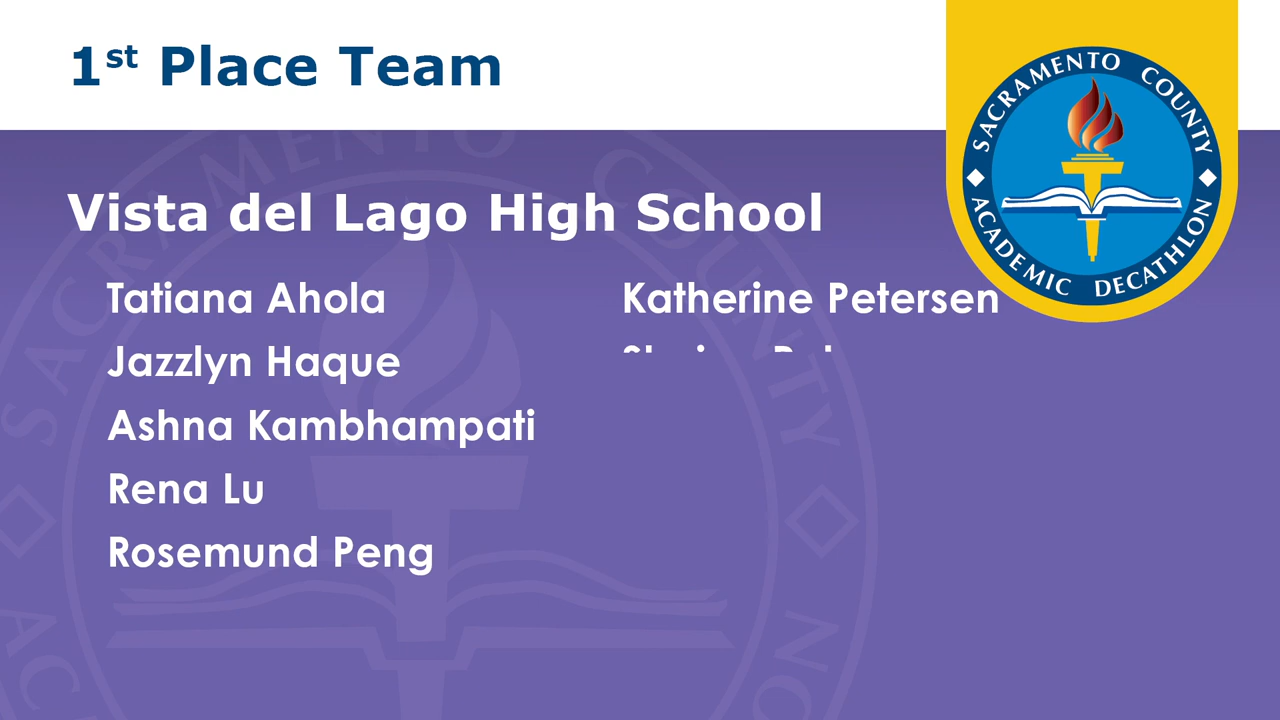 1st Place Team
SACRAMENTO COUNTY
ACADEMIC DECATHLON
Vista del Lago High School
Tatiana Ahola
Jazzlyn Haque
Ashna Kambhampati
Rena Lu
Rosemund Peng
Katherine Petersen